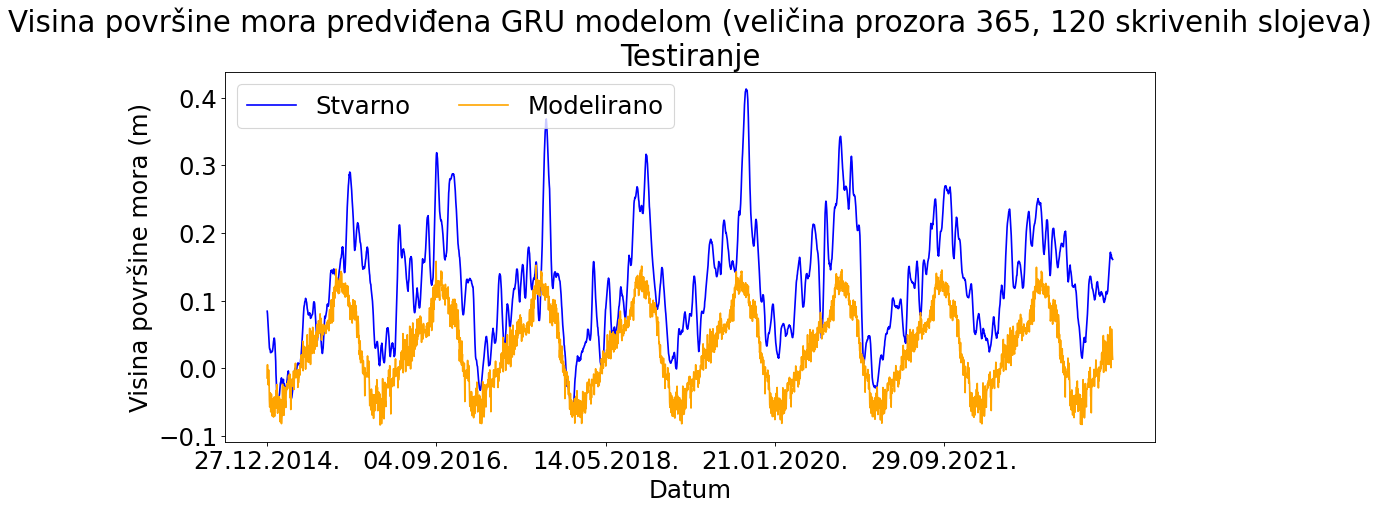 Visina površine mora predviđena GRU modelom (veličina prozora 365, 120 skrivenih slojeva)
Testiranje
Stvarno
Modelirano
Visina površine mora (m)
0.4
0.3
0.2
0.1
0.0
−0.1
27.12.2014.
04.09.2016.
14.05.2018.
21.01.2020.
29.09.2021.
Datum